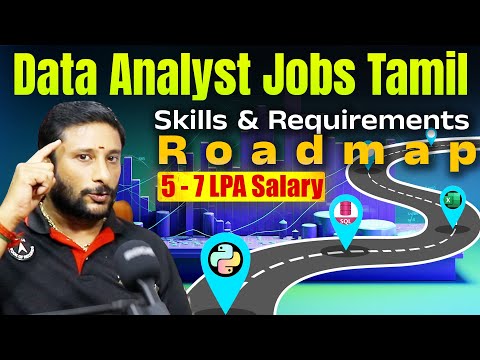 Data Analyst Jobs Tamil
Skills & Requirements
Roadmap
5 - 7 LPA Salary
SQL